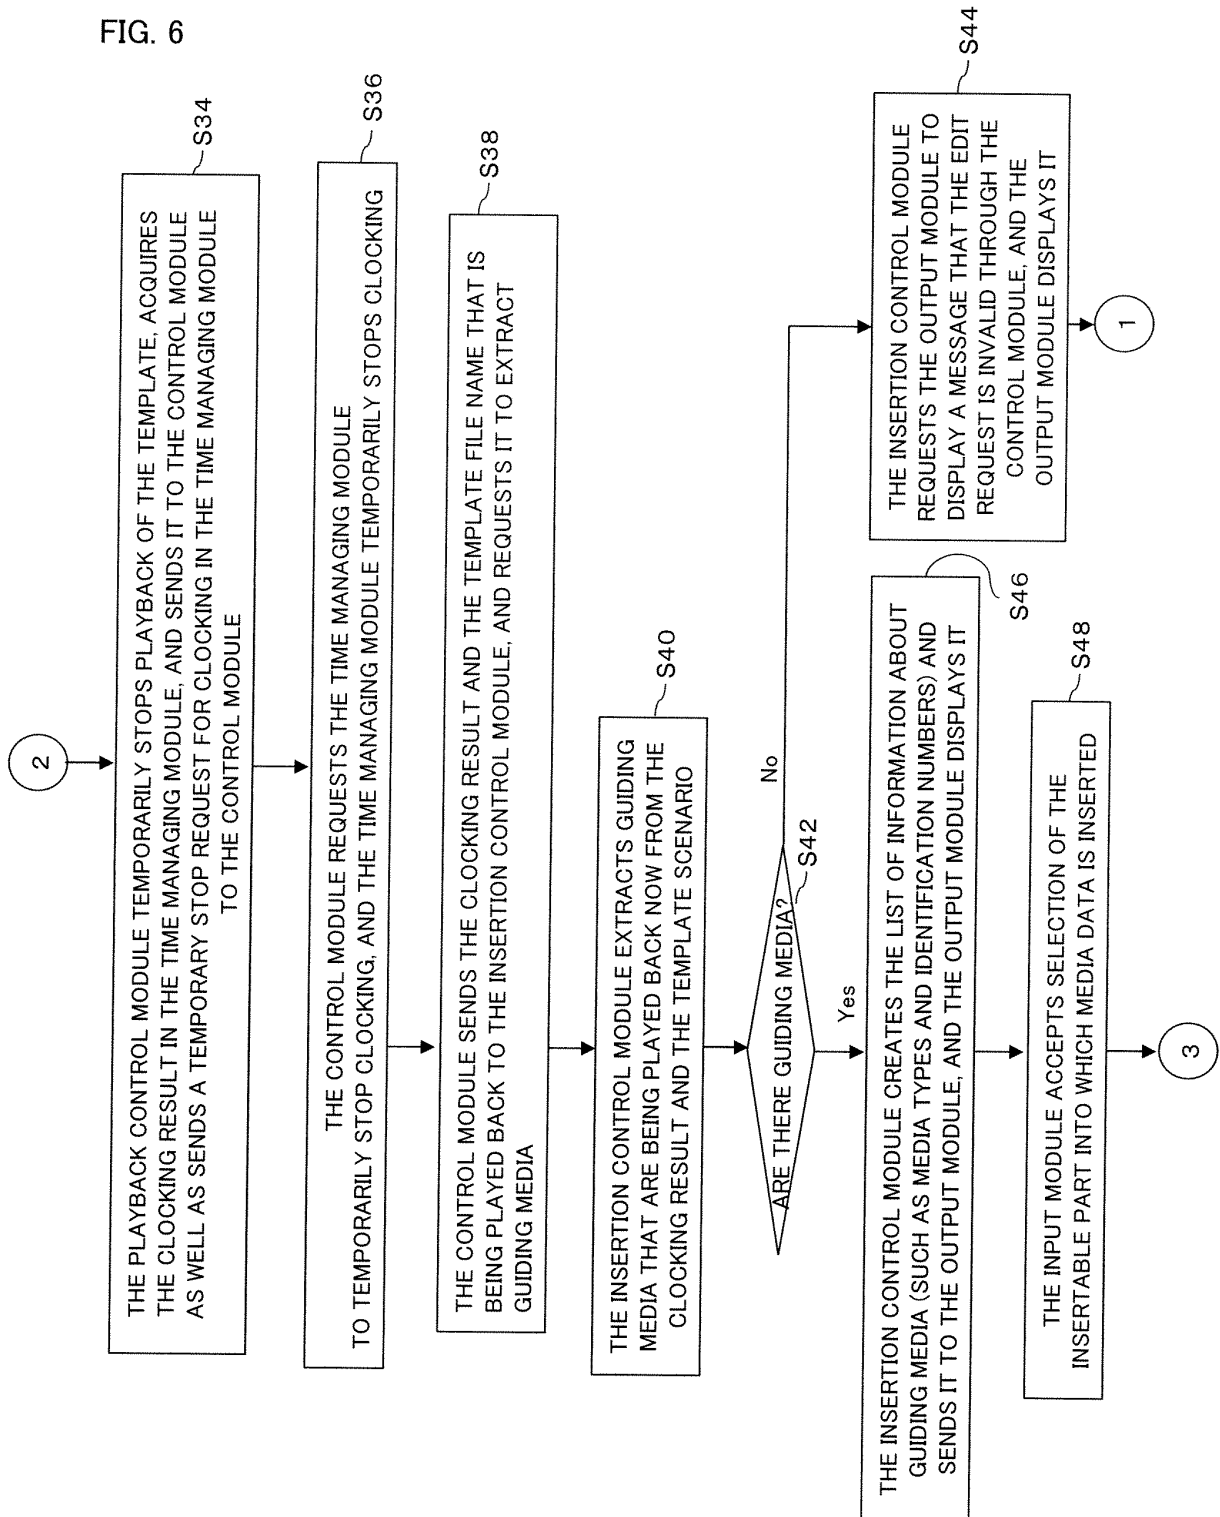 FIG. 6
2
S34
THE PLAYBACK CONTROL MODULE TEMPORARILY STOPS PLAYBACK OF THE TEMPLATE, ACQUIRES
THE CLOCKING RESULT IN THE TIME MANAGING MODULE, AND SENDS IT TO THE CONTROL MODULE
AS WELL AS SENDS A TEMPORARY STOP REQUEST FOR CLOCKING IN THE TIME MANAGING MODULE
TO THE CONTROL MODULE
S36
THE CONTROL MODULE REQUESTS THE TIME MANAGING MODULE
TO TEMPORARILY STOP CLOCKING, AND THE TIME MANAGING MODULE TEMPORARILY STOPS CLOCKING
S38
THE CONTROL MODULE SENDS THE CLOCKING RESULT AND THE TEMPLATE FILE NAME THAT IS
BEING PLAYED BACK TO THE INSERTION CONTROL MODULE, AND REQUESTS IT TO EXTRACT
GUIDING MEDIA
S40
THE INSERTION CONTROL MODULE EXTRACTS GUIDING
MEDIA THAT ARE BEING PLAYED BACK NOW FROM THE
CLOCKING RESULT AND THE TEMPLATE SCENARIO
S42
ARE THERE GUIDING MEDIA?
No
Yes
S44
THE INSERTION CONTROL MODULE
REQUESTS THE OUTPUT MODULE TO
DISPLAY A MESSAGE THAT THE EDIT
REQUEST IS INVALID THROUGH THE
CONTROL MODULE, AND THE
OUTPUT MODULE DISPLAYS IT
1
S46
THE INSERTION CONTROL MODULE CREATES THE LIST OF INFORMATION ABOUT
GUIDING MEDIA (SUCH AS MEDIA TYPES AND IDENTIFICATION NUMBERS) AND
SENDS IT TO THE OUTPUT MODULE, AND THE OUTPUT MODULE DISPLAYS IT
S48
THE INPUT MODULE ACCEPTS SELECTION OF THE
INSERTABLE PART INTO WHICH MEDIA DATA IS INSERTED
3